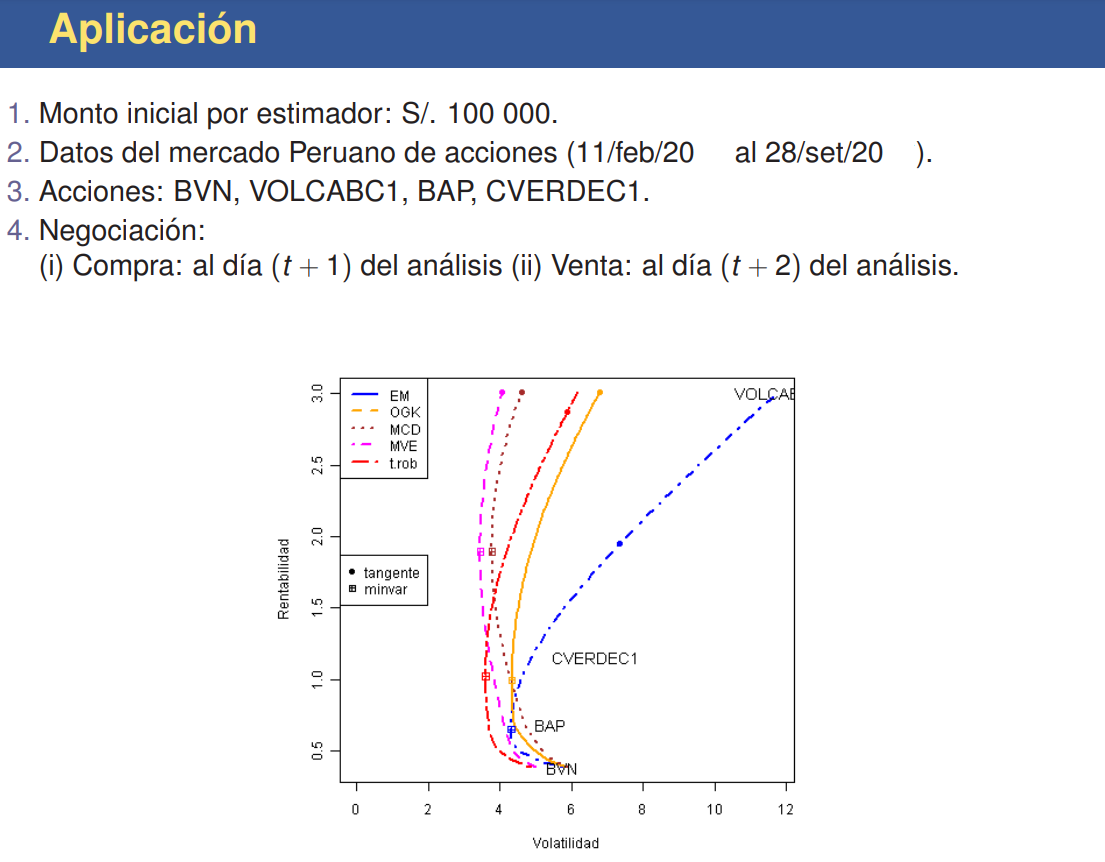 Aplicación
1. Monto inicial por estimador: S/. 100 000.
2. Datos del mercado Peruano de acciones (11/feb/20 al 28/set/20 ).
3. Acciones: BVN, VOLCABC1, BAP, CVERDEC1.
4. Negociación:
(i) Compra: al día (t + 1) del análisis (ii) Venta: al día (t + 2) del análisis.
EM
OGK
MCD
MVE
t.rob
tangente
minvar
VOLCAB
CVERDEC1
BAP
BVN
Rentabilidad
3.0
2.5
2.0
1.5
1.0
0.5
0 2 4 6 8 10 12
Volatilidad